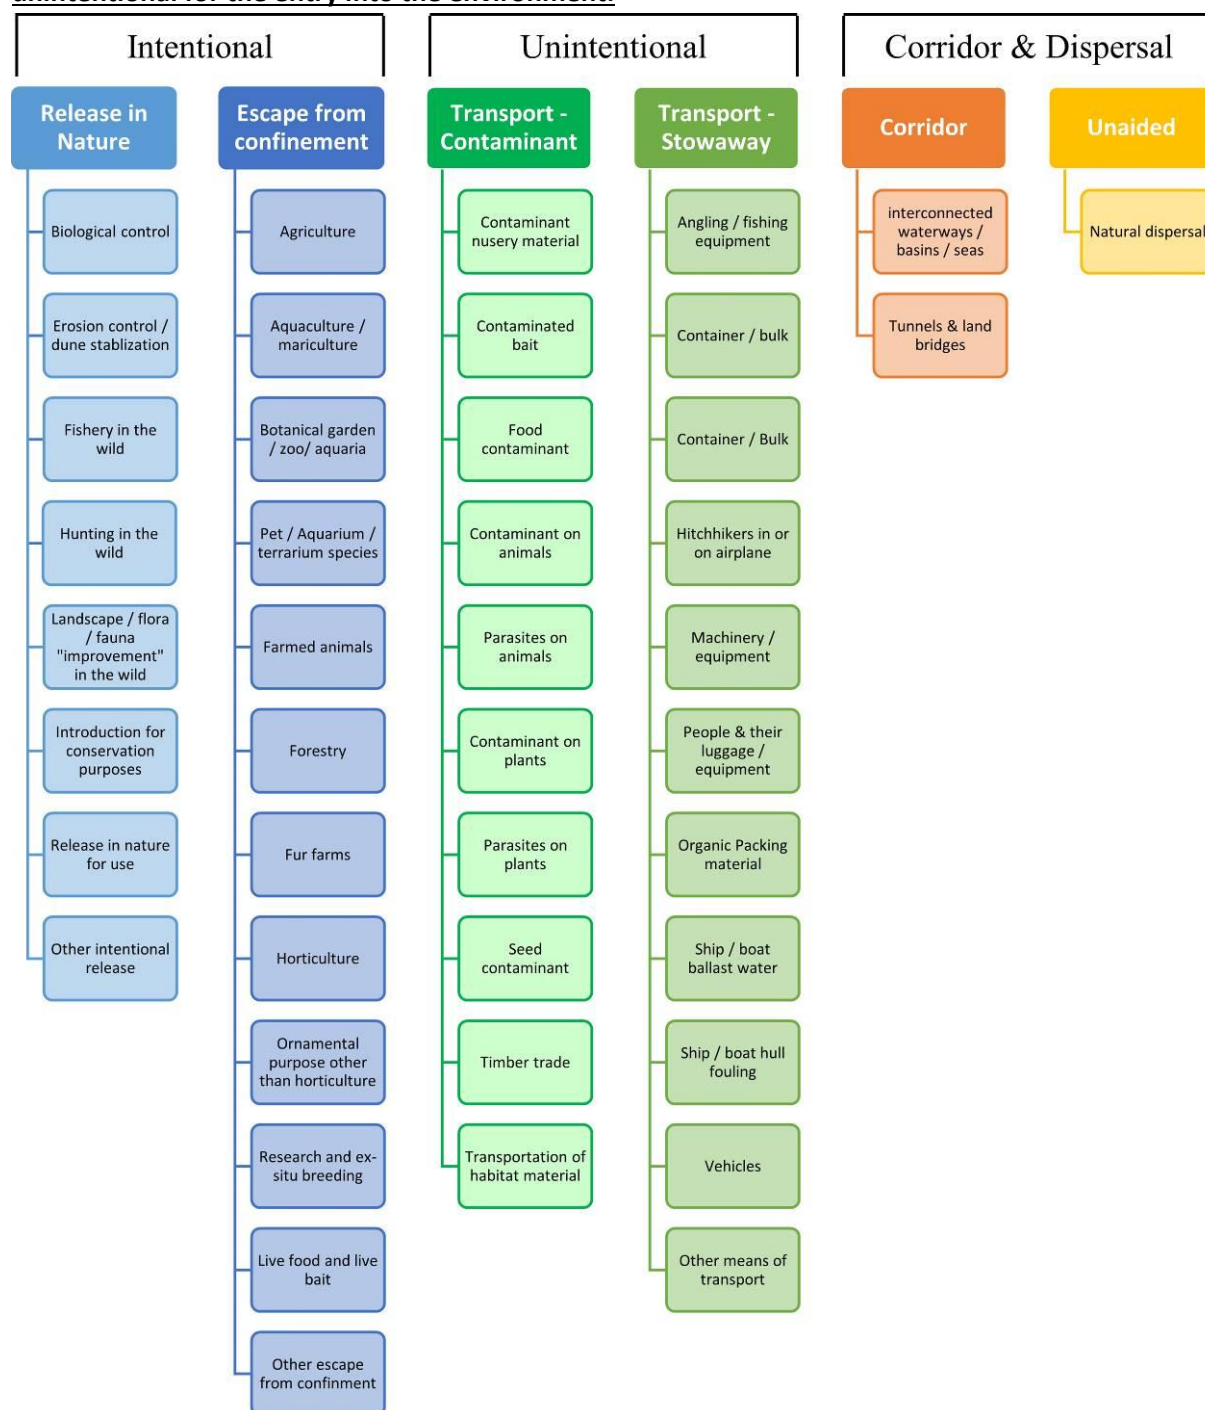 unintentional for the entry into the environment.
Intentional
Unintentional
Corridor & Dispersal
Release in
Nature
Biological control
Erosion control /
dune stablization
Fishery in the
wild
Hunting in the
wild
Landscape / flora
/ fauna
"improvement"
in the wild
Introduction for
conservation
purposes
Release in nature
for use
Other intentional
release
Escape from
confinement
Agriculture
Aquaculture /
mariculture
Botanical garden
/ zoo/ aquaria
Pet / Aquarium /
terrarium species
Farmed animals
Forestry
Fur farms
Horticulture
Ornamental
purpose other
than horticulture
Research and ex-
situ breeding
Live food and live
bait
Other escape
from confinment
Transport -
Contaminant
Contaminant
nusery material
Contaminated
bait
Food
contaminant
Contaminant on
animals
Parasites on
animals
Contaminant on
plants
Parasites on
plants
Seed
contaminant
Timber trade
Transportation of
habitat material
Transport -
Stowaway
Angling / fishing
equipment
Container / bulk
Container / Bulk
Hitchhikers in or
on airplane
Machinery /
equipment
People & their
luggage /
equipment
Organic Packing
material
Ship / boat
ballast water
Ship / boat hull
fouling
Vehicles
Other means of
transport
Corridor
interconnected
waterways /
basins / seas
Tunnels & land
bridges
Unaided
Natural dispersal